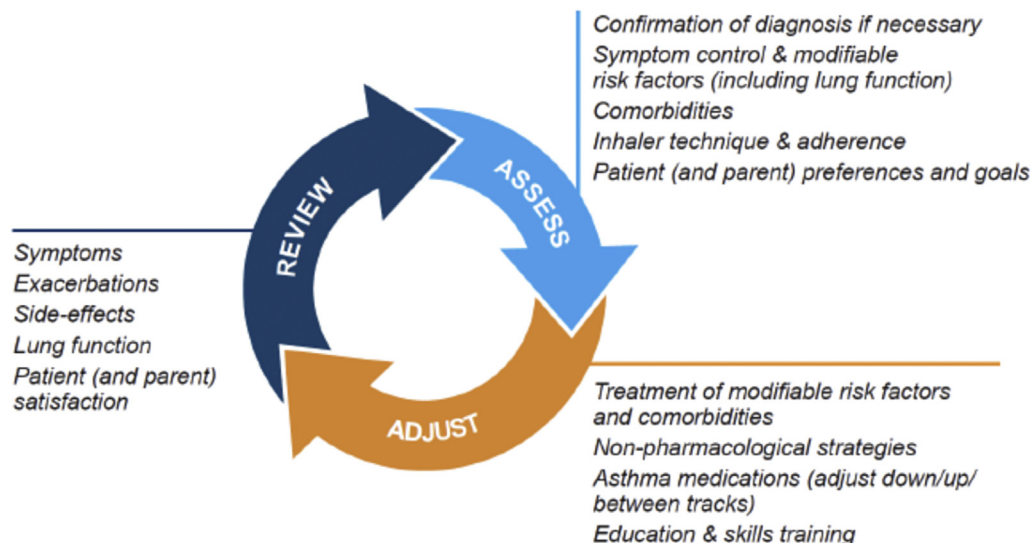 Confirmation of diagnosis if necessary
Symptom control & modifiable
risk factors (including lung function)
Comorbidities
Inhaler technique & adherence
Patient (and parent) preferences and goals
ASSESS
REVIEW
Symptoms
Exacerbations
Side-effects
Lung function
Patient (and parent)
satisfaction
ADJUST
Treatment of modifiable risk factors
and comorbidities
Non-pharmacological strategies
Asthma medications (adjust down/up/
between tracks)
Education & skills training